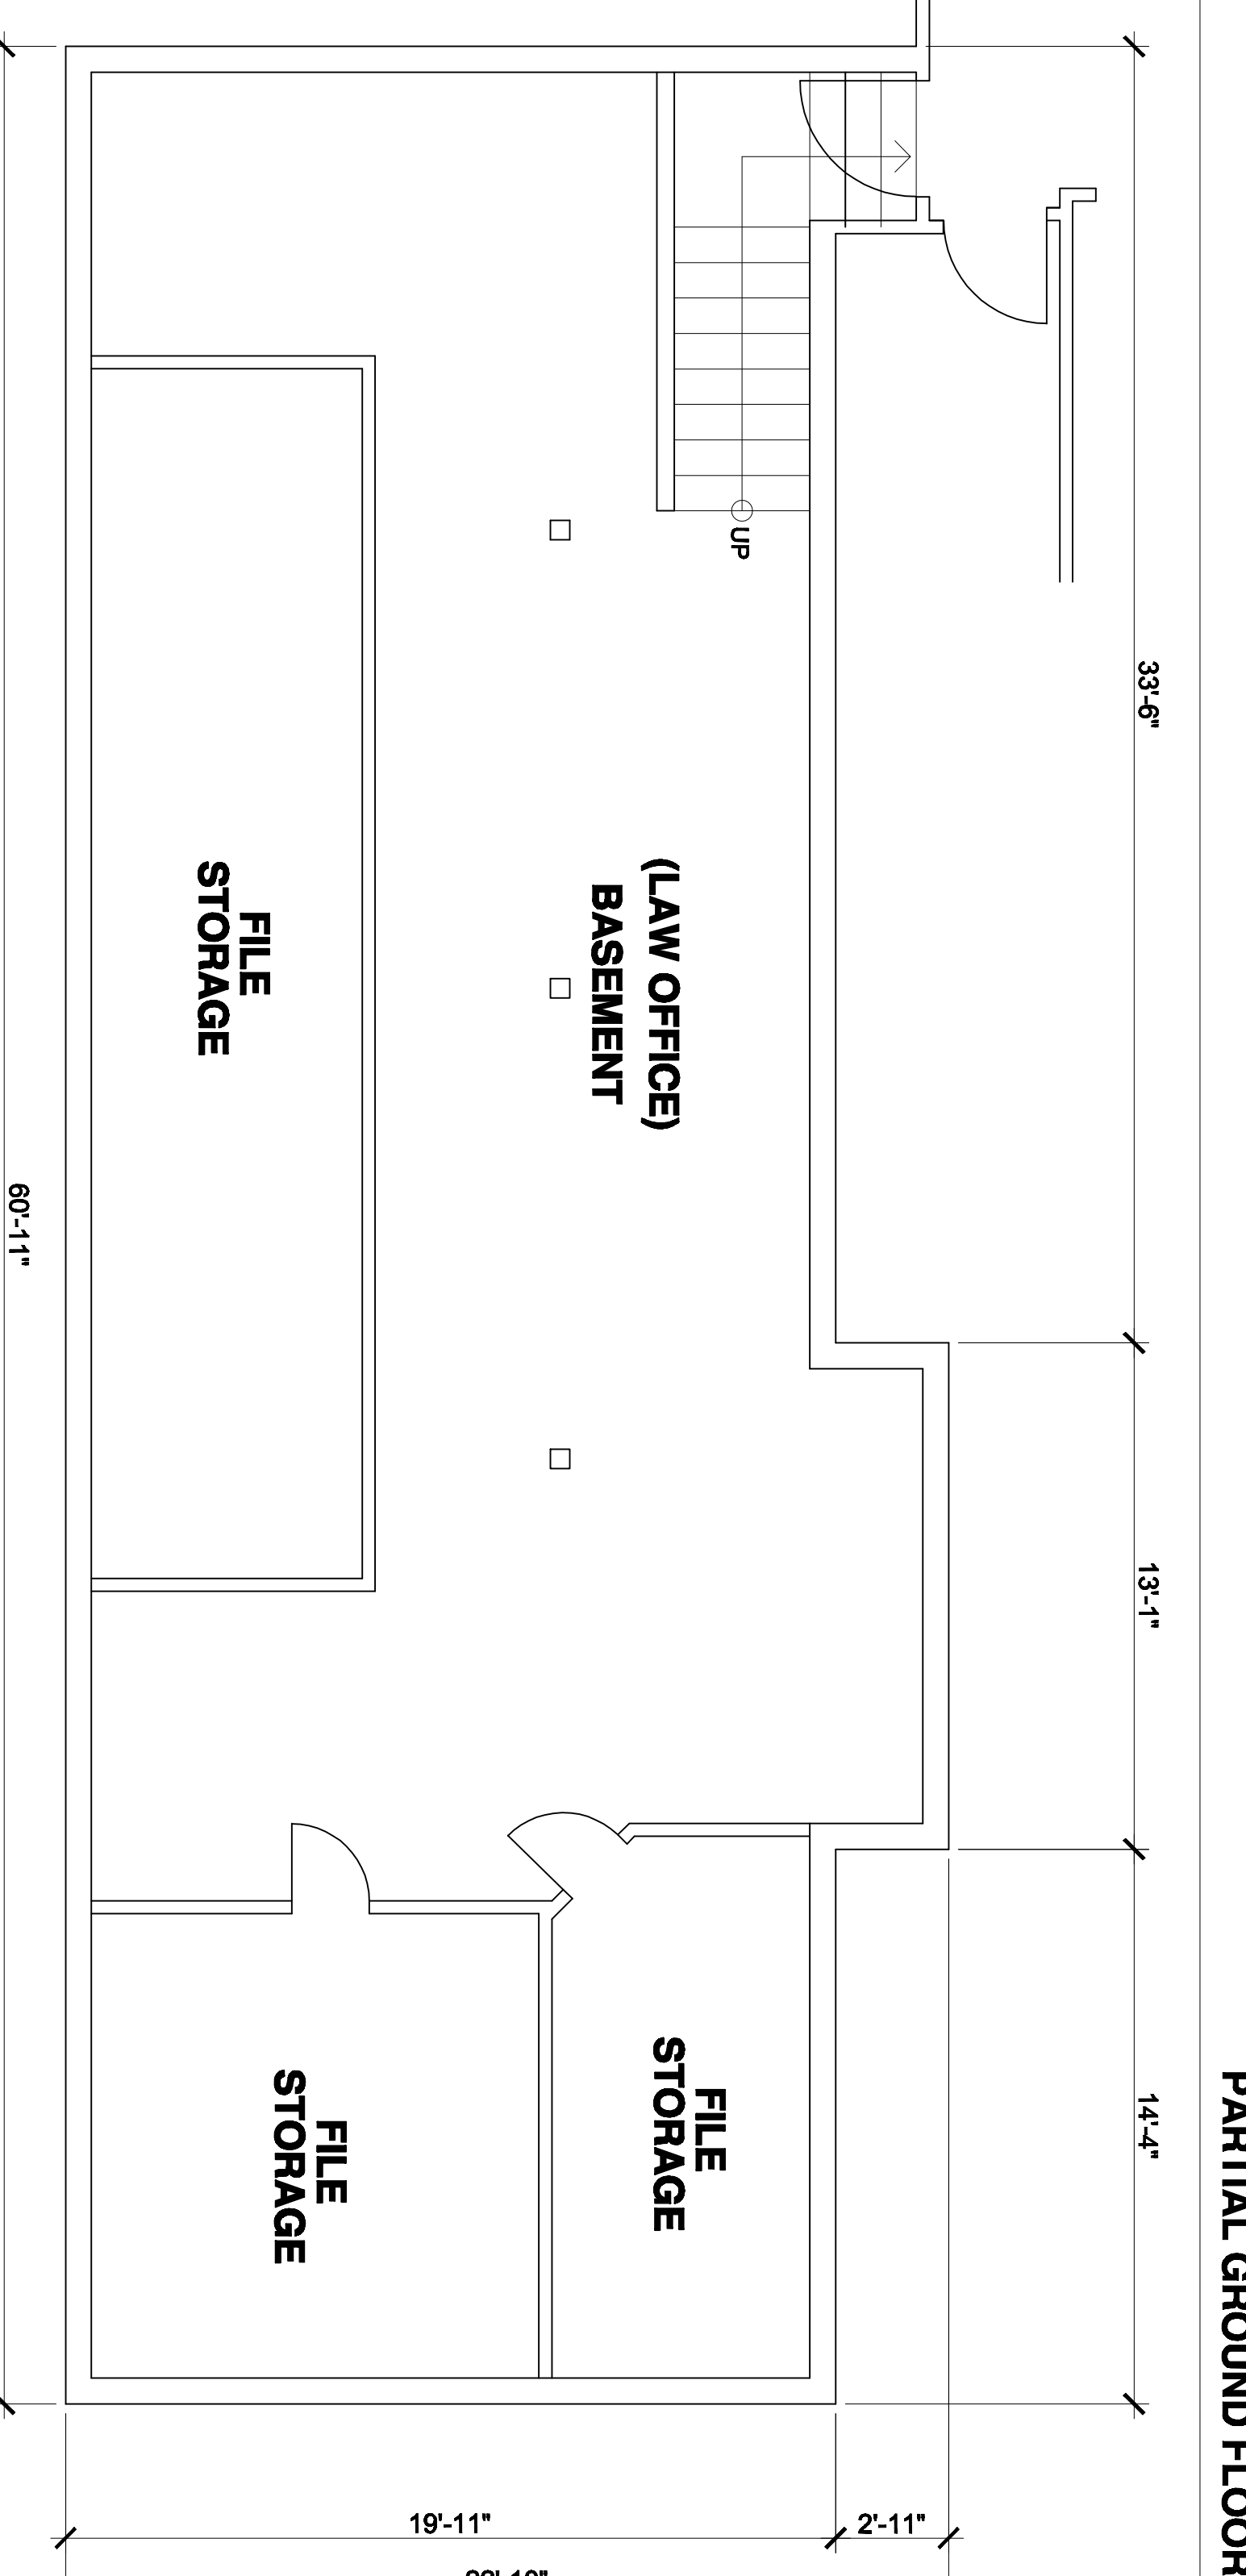 PARTIAL GROUND FLOOR
33'-6"
13'-1"
14'-4"
UP
(LAW OFFICE)
BASEMENT
FILE
STORAGE
FILE
STORAGE
FILE
STORAGE
60'-11"
2'-11"
19'-11"